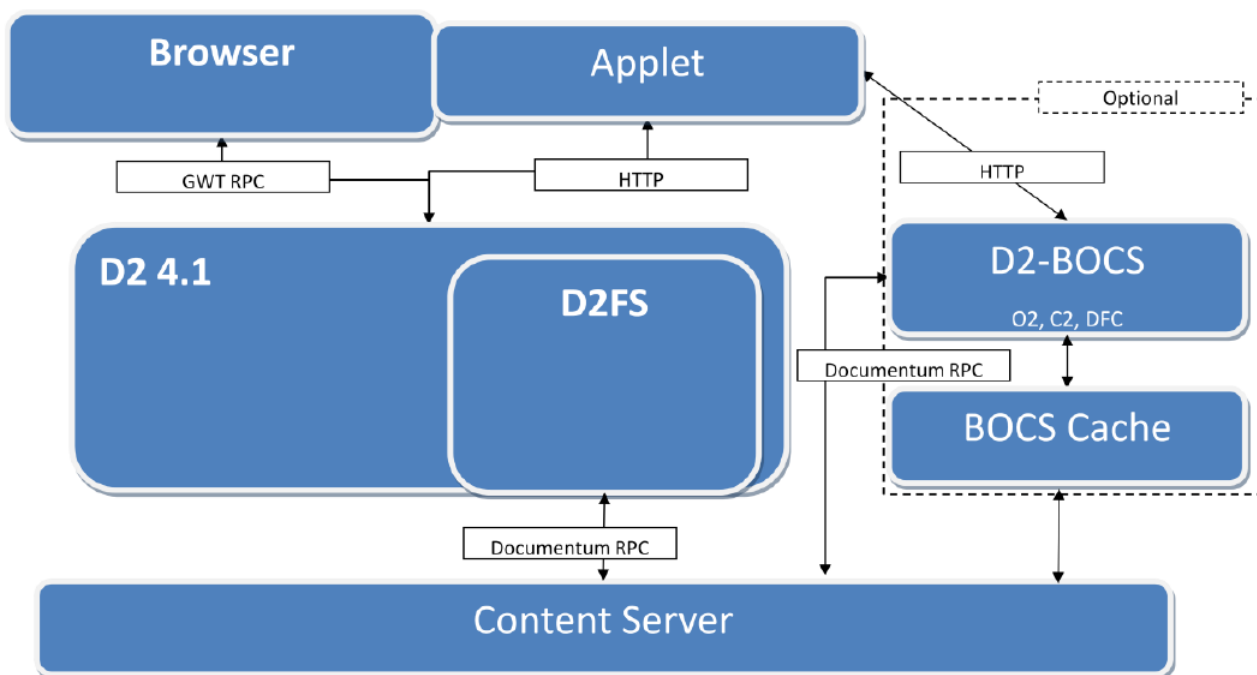 Browser
Applet
Optional
GWT RPC
HTTP
HTTP
D2 4.1
D2FS
D2-BOCS
O2, C2, DFC
Documentum RPC
BOCS Cache
Documentum RPC
Content Server